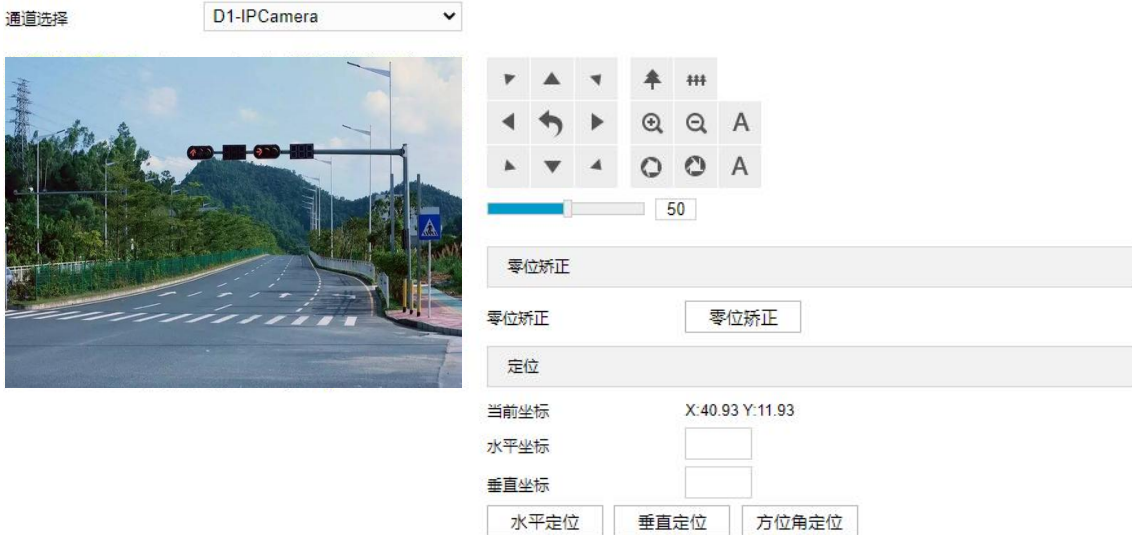 通道选择 D1-IPCamera
A
A
50
零位矫正
零位矫正 零位矫正
定位
当前坐标 X:40.93 Y:11.93
水平坐标
垂直坐标
水平定位 垂直定位 方位角定位